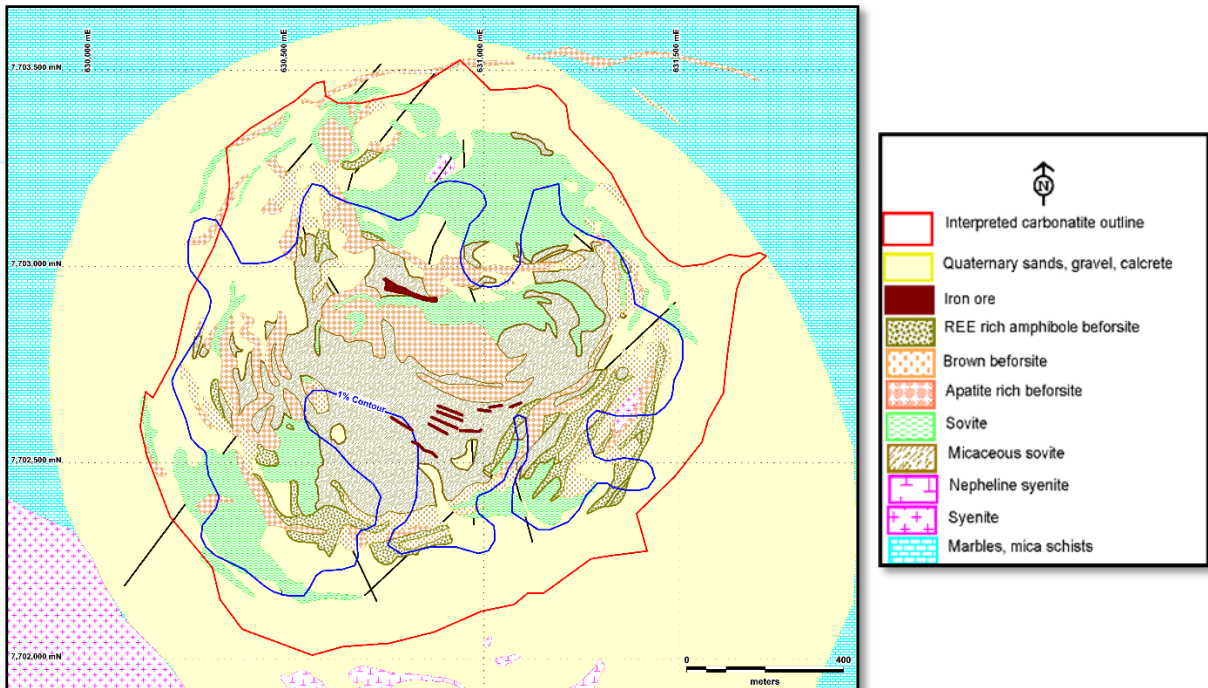 630,000 mE
630,500 mE
631,000 mE
631,500 mE
7,703,500 mN
7,703,000 mN
1% Contour
7,702,500 mN
7,702,000 mN
0
400
meters
N
Interpreted carbonatite outline
Quaternary sands, gravel, calcrete
Iron ore
REE rich amphibole beforsite
Brown beforsite
Apatite rich beforsite
Sovite
Micaceous sovite
Nepheline syenite
Syenite
Marbles, mica schists